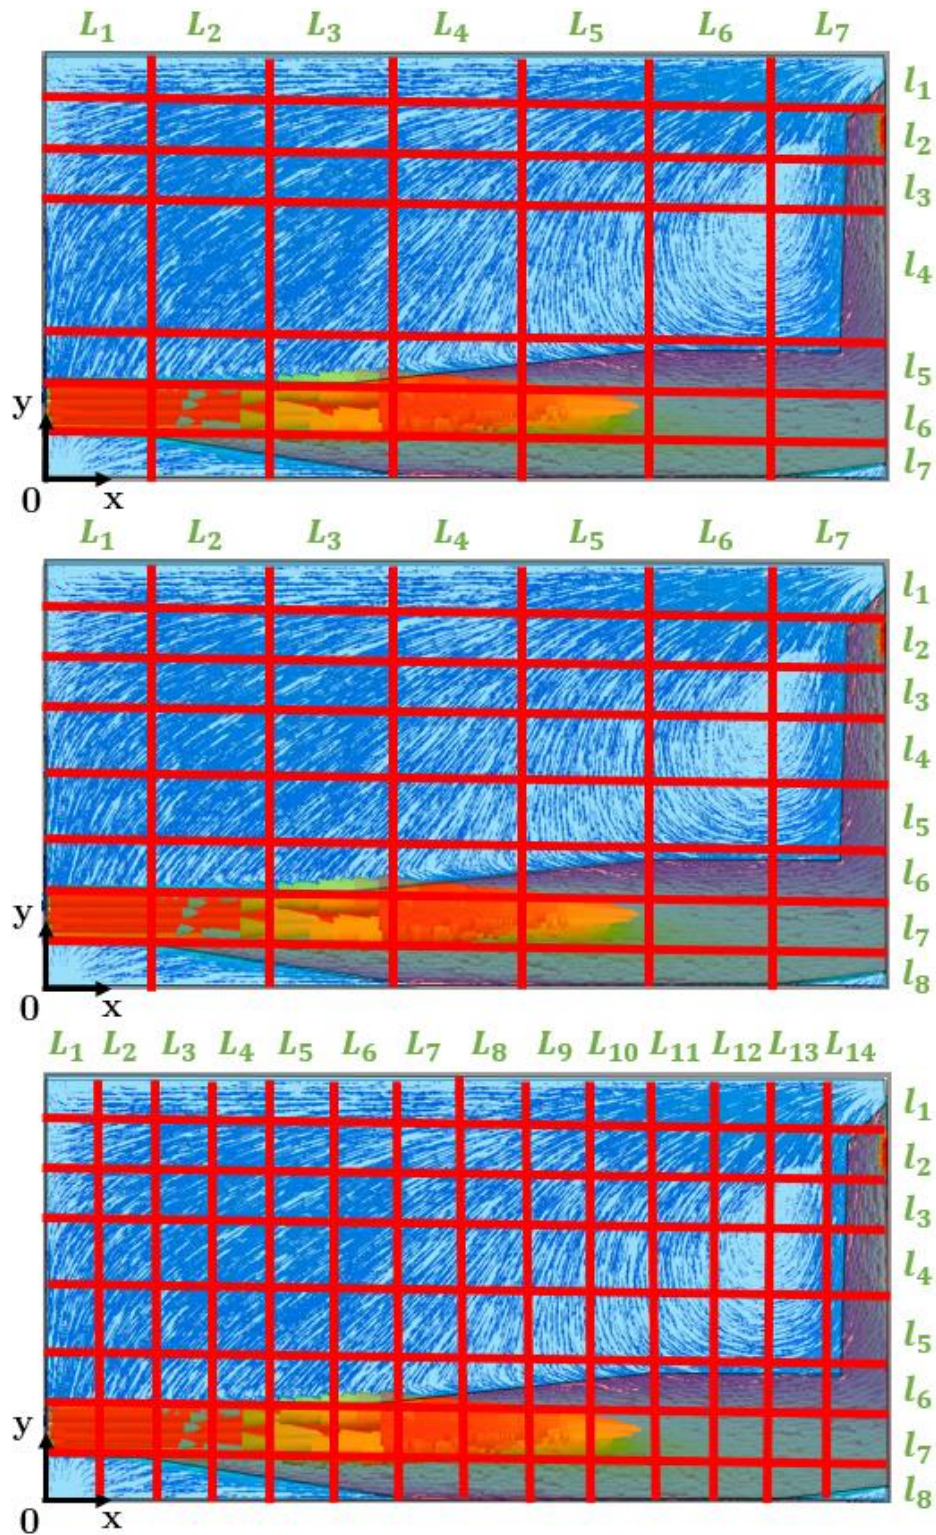 L₁ L₂ L₃ L₄ L₅ L₆ L₇
l₁
l₂
l₃
l₄
l₅
y
l₆
l₇
0
x
L₁ L₂ L₃ L₄ L₅ L₆ L₇
l₁
l₂
l₃
l₄
l₅
l₆
y
l₇
l₈
0
x
L₁ L₂ L₃ L₄ L₅ L₆ L₇ L₈ L₉ L₁₀ L₁₁ L₁₂ L₁₃ L₁₄
l₁
l₂
l₃
l₄
l₅
l₆
y
l₇
l₈
0
x